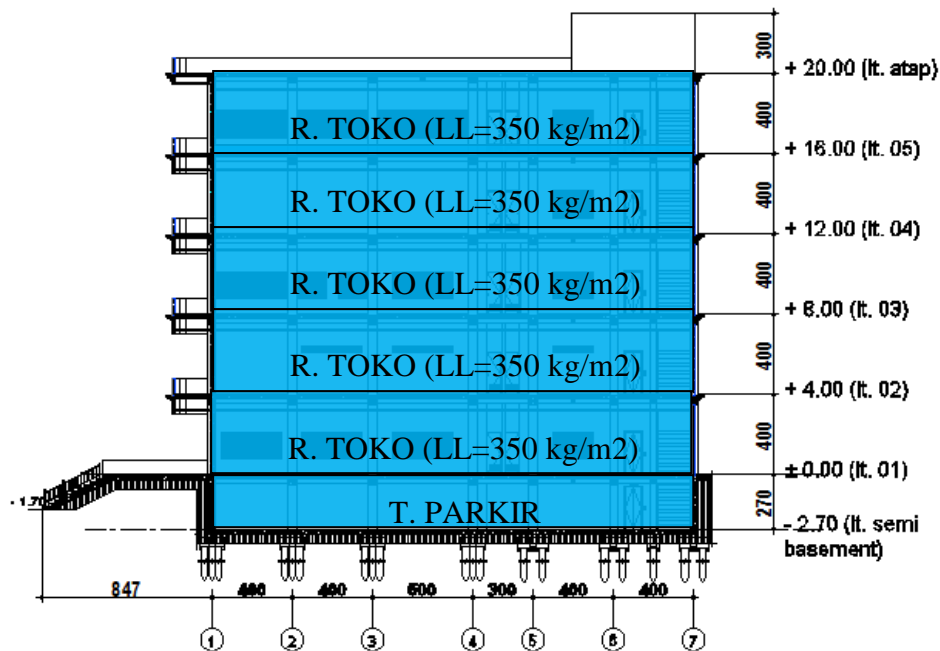 300
+ 20.00 (lt. atap)
400
R. TOKO (LL=350 kg/m2)
+ 16.00 (lt. 05)
400
R. TOKO (LL=350 kg/m2)
+ 12.00 (lt. 04)
400
R. TOKO (LL=350 kg/m2)
+ 8.00 (lt. 03)
400
R. TOKO (LL=350 kg/m2)
+ 4.00 (lt. 02)
400
R. TOKO (LL=350 kg/m2)
±0.00 (lt. 01)
- 1.70
270
T. PARKIR
- 2.70 (lt. semi
basement)
847 400 400 500 300 400 400
1 2 3 4 5 6 7